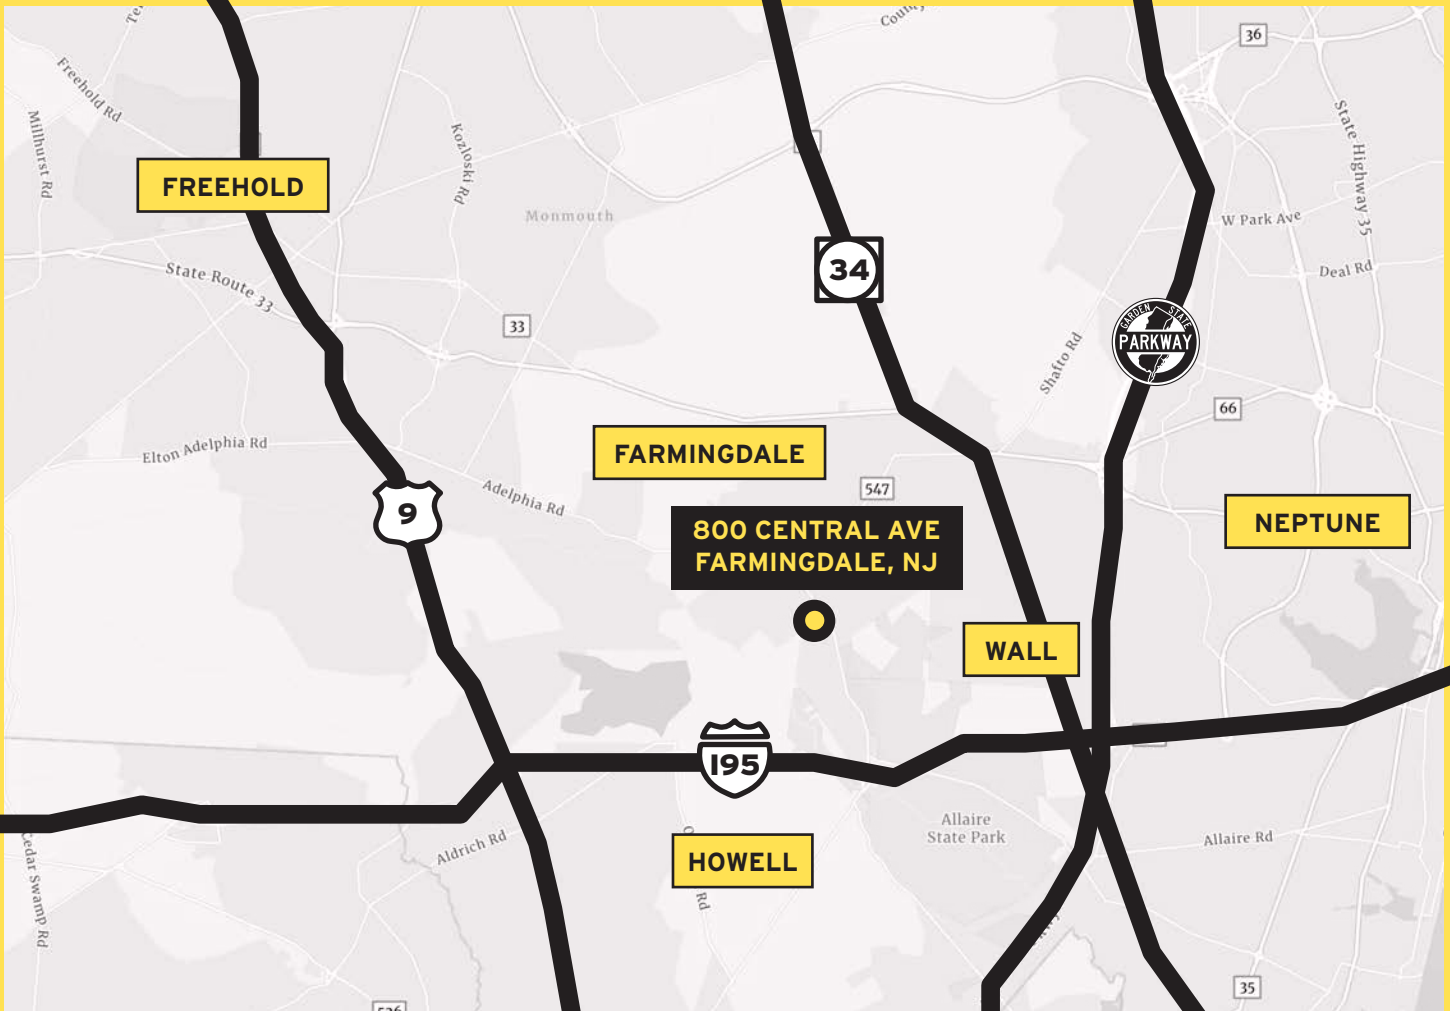 36
Freehold Rd
Millhurst Rd
Kozloski Rd
State Highway 35
FREEHOLD
Monmouth
W Park Ave
34
Deal Rd
State Route 33
33
GARDEN STATE
PARKWAY
Shafto Rd
66
Elton Adelphia Rd
FARMINGDALE
Adelphia Rd
547
9
NEPTUNE
800 CENTRAL AVE
FARMINGDALE, NJ
WALL
195
Allaire
State Park
Allaire Rd
Aldrich Rd
HOWELL
Rd
Cedar Swamp Rd
35